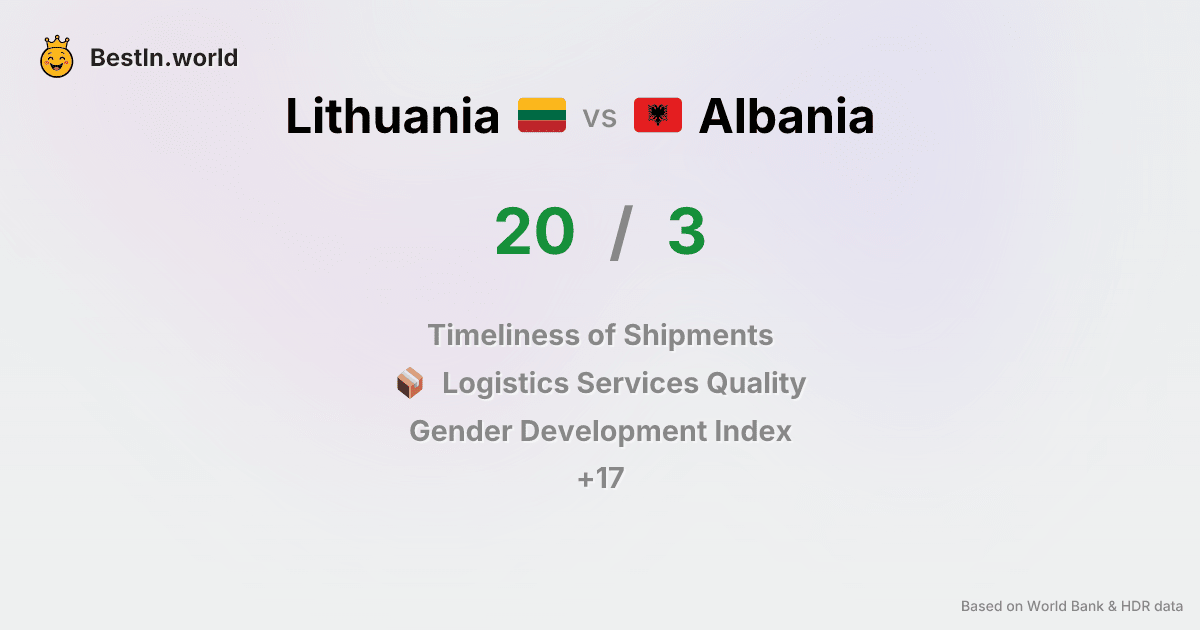 BestIn.world
Lithuania vs Albania
20 / 3
Timeliness of Shipments
Logistics Services Quality
Gender Development Index
+17
Based on World Bank & HDR data